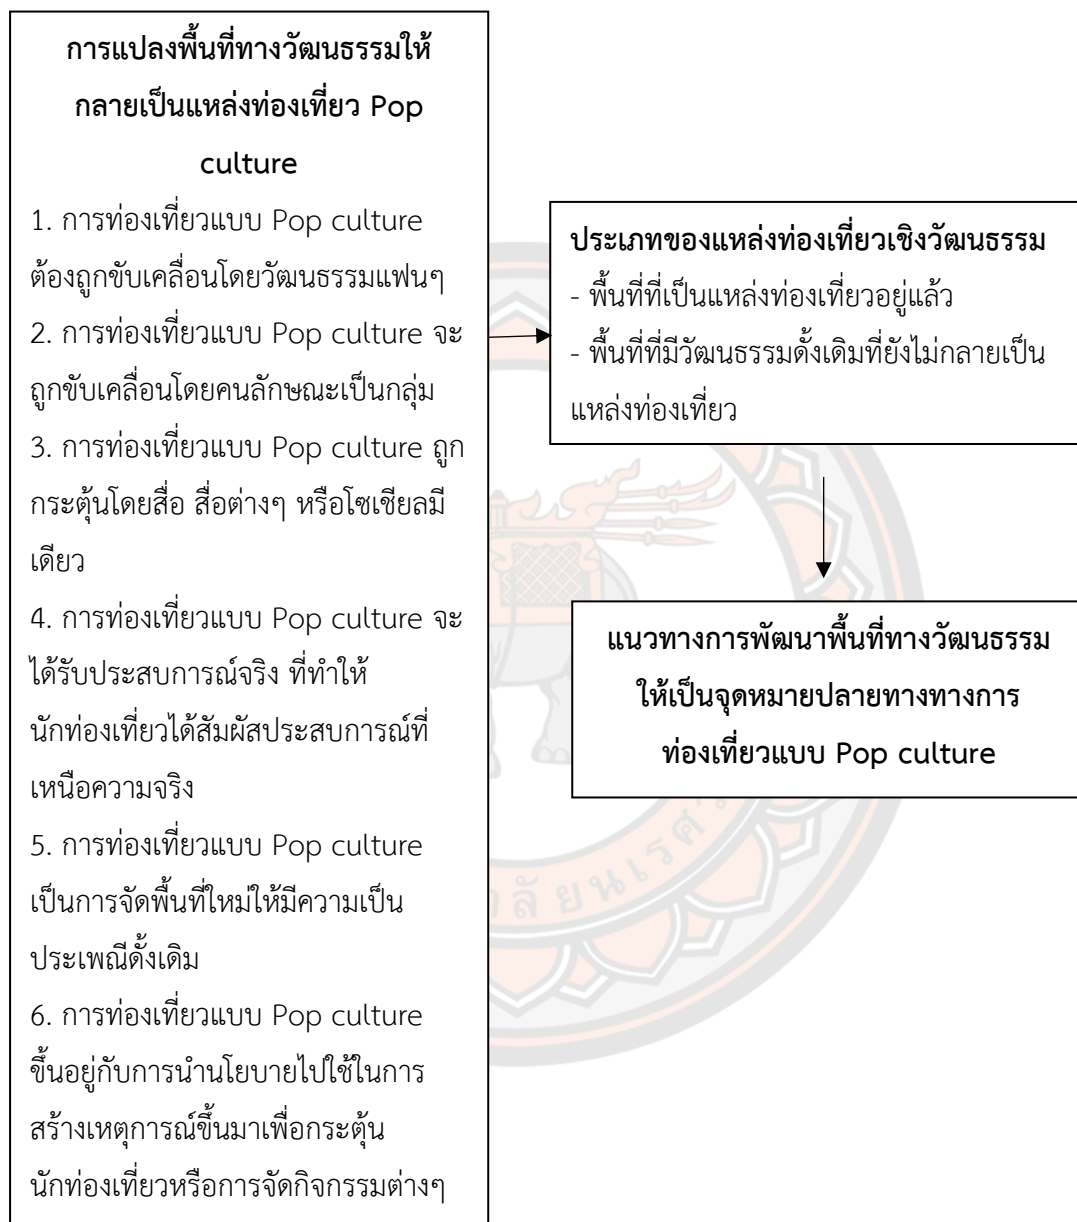 การแปลงพื้นที่ทางวัฒนธรรมให้
กลายเป็นแหล่งท่องเที่ยว Pop
culture
1. การท่องเที่ยวแบบ Pop culture
ต้องถูกขับเคลื่อนโดยวัฒนธรรมแฟนๆ
2. การท่องเที่ยวแบบ Pop culture จะ
ถูกขับเคลื่อนโดยคนลักษณะเป็นกลุ่ม
3. การท่องเที่ยวแบบ Pop culture ถูก
กระตุ้นโดยสื่อ สื่อต่างๆ หรือโซเชียลมี
เดียว
4. การท่องเที่ยวแบบ Pop culture จะ
ได้รับประสบการณ์จริง ที่ทำให้
นักท่องเที่ยวได้สัมผัสประสบการณ์ที่
เหนือความจริง
5. การท่องเที่ยวแบบ Pop culture
เป็นการจัดพื้นที่ใหม่ให้มีความเป็น
ประเพณีดั้งเดิม
6. การท่องเที่ยวแบบ Pop culture
ขึ้นอยู่กับการนำนโยบายไปใช้ในการ
สร้างเหตุการณ์ขึ้นมาเพื่อกระตุ้น
นักท่องเที่ยวหรือการจัดกิจกรรมต่างๆ
ประเภทของแหล่งท่องเที่ยวเชิงวัฒนธรรม
- พื้นที่ที่เป็นแหล่งท่องเที่ยวอยู่แล้ว
- พื้นที่ที่มีวัฒนธรรมดั้งเดิมที่ยังไม่กลายเป็น
แหล่งท่องเที่ยว
แนวทางการพัฒนาพื้นที่ทางวัฒนธรรม
ให้เป็นจุดหมายปลายทางทางการ
ท่องเที่ยวแบบ Pop culture